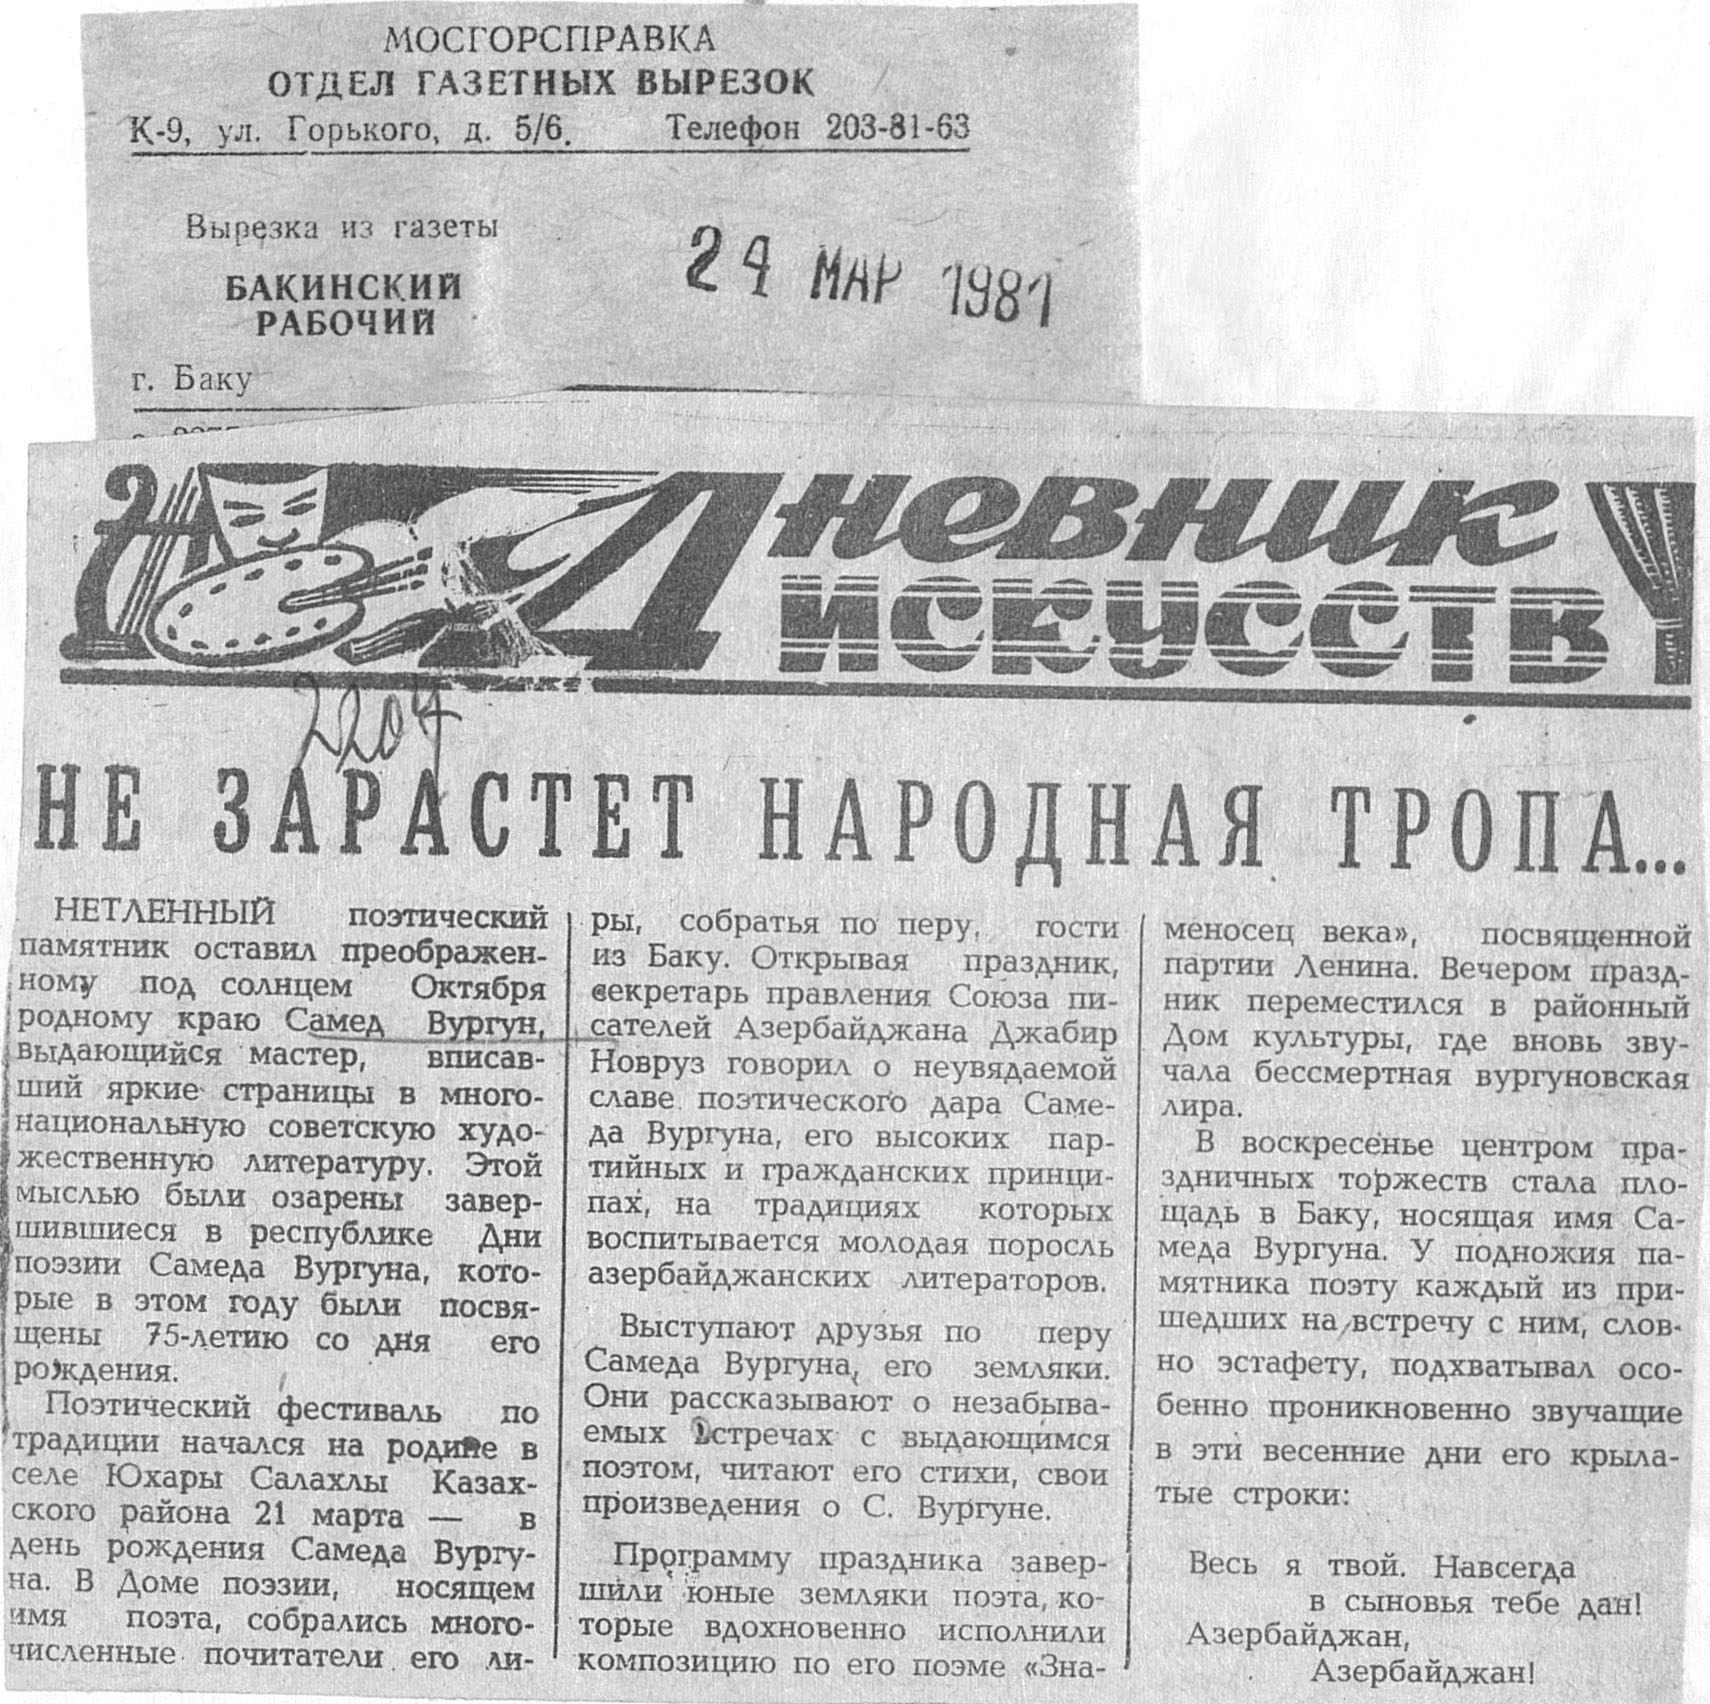 МОСГОРСПРАВКА
ОТДЕЛ ГАЗЕТНЫХ ВЫРЕЗОК
К-9, ул. Горького, д. 5/6. Телефон 203-81-63
Вырезка из газеты
БАКИНСКИЙ
РАБОЧИЙ
24 МАР 1981
г. Баку
Дневник
искусств
2204
НЕ ЗАРАСТЕТ НАРОДНАЯ ТРОПА...
НЕТЛЕННЫЙ поэтический
памятник оставил преображен-
ному под солнцем Октября
родному краю Самед Вургун,
выдающийся мастер, вписав-
ший яркие страницы в много-
национальную советскую худо-
жественную литературу. Этой
мыслью были озарены завер-
шившиеся в республике Дни
поэзии Самеда Вургуна, кото-
рые в этом году были посвя-
щены 75-летию со дня его
рождения.
Поэтический фестиваль по
традиции начался на родине в
селе Юхары Салахлы Казах-
ского района 21 марта — в
день рождения Самеда Вургу-
на. В Доме поэзии, носящем
имя поэта, собрались много-
численные почитатели его ли-
ры, собратья по перу, гости
из Баку. Открывая праздник,
секретарь правления Союза пи-
сателей Азербайджана Джабир
Новруз говорил о неувядаемой
славе поэтического дара Саме-
да Вургуна, его высоких пар-
тийных и гражданских принци-
пах, на традициях которых
воспитывается молодая поросль
азербайджанских литераторов.
Выступают друзья по перу
Самеда Вургуна, его земляки.
Они рассказывают о незабыва-
емых встречах с выдающимся
поэтом, читают его стихи, свои
произведения о С. Вургуне.
Программу праздника завер-
шили юные земляки поэта, ко-
торые вдохновенно исполнили
композицию по его поэме «Зна-
меносец века», посвященной
партии Ленина. Вечером празд-
ник переместился в районный
Дом культуры, где вновь зву-
чала бессмертная вургуновская
лира.
В воскресенье центром пра-
здничных торжеств стала пло-
щадь в Баку, носящая имя Са-
меда Вургуна. У подножия па-
мятника поэту каждый из при-
шедших на встречу с ним, слов-
но эстафету, подхватывал осо-
бенно проникновенно звучащие
в эти весенние дни его крыла-
тые строки:
Весь я твой. Навсегда
в сыновья тебе дан!
Азербайджан,
Азербайджан!